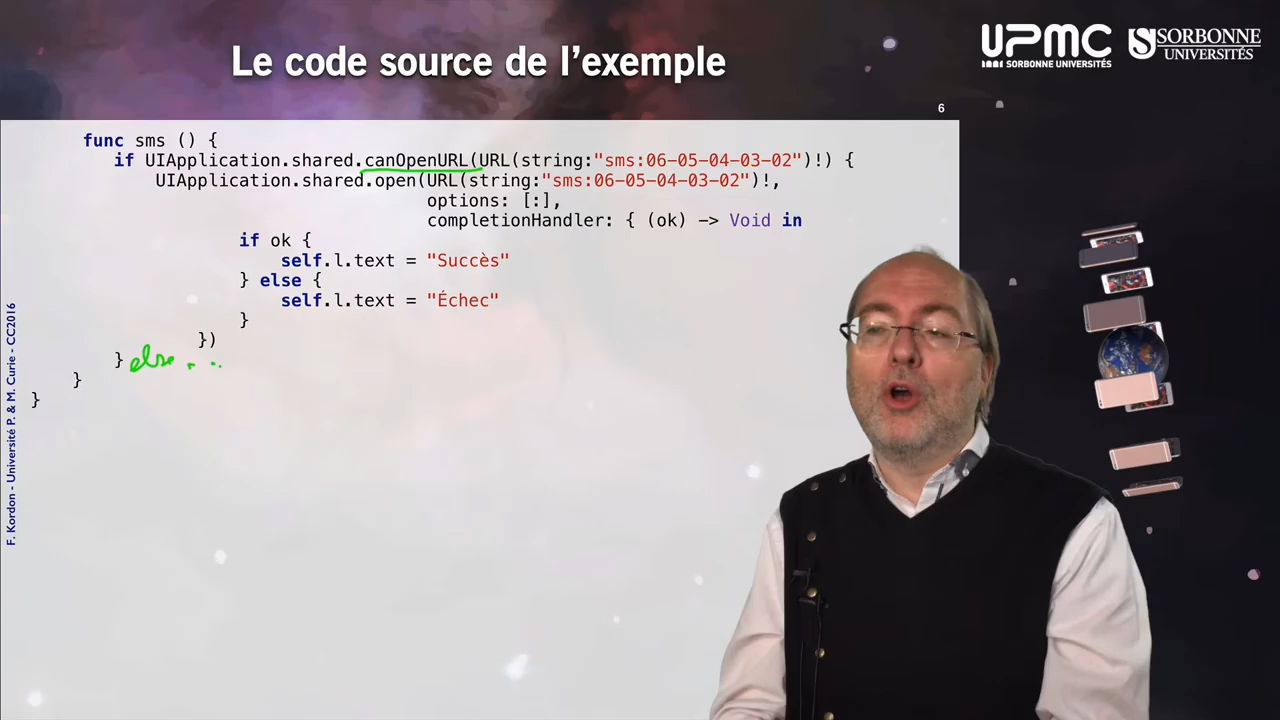 Le code source de l'exemple
UPMC
SORBONNE UNIVERSITÉS
SORBONNE
UNIVERSITÉS
6
func sms () {
if UIApplication.shared.canOpenURL(URL(string:"sms:06-05-04-03-02")!) {
UIApplication.shared.open(URL(string:"sms:06-05-04-03-02")!,
options: [:],
completionHandler: { (ok) -> Void in
if ok {
self.l.text = "Succès"
} else {
self.l.text = "Échec"
}
})
} else ...
}
}
F. Kordon - Université P. & M. Curie - CC2016